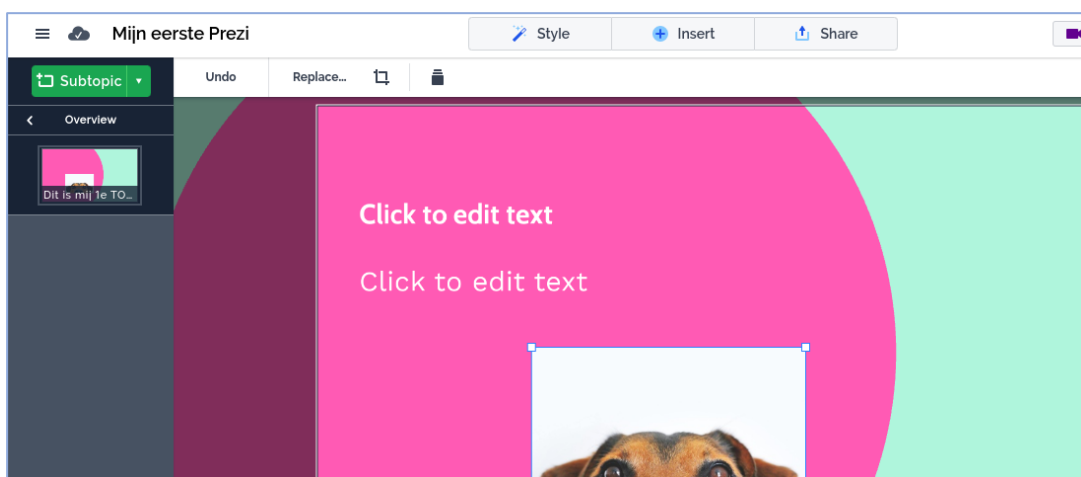 Mijn eerste Prezi
Style
Insert
Share
Subtopic
Undo
Replace...
Overview
Dit is mij 1e TO...
Click to edit text
Click to edit text